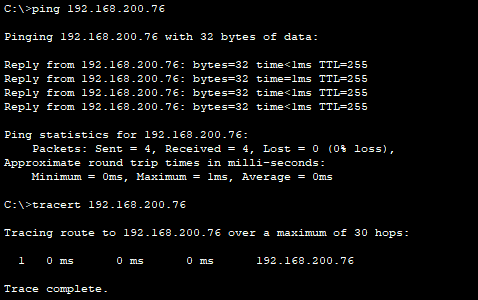 C:\>ping 192.168.200.76
Pinging 192.168.200.76 with 32 bytes of data:
Reply from 192.168.200.76: bytes=32 time<1ms TTL=255
Reply from 192.168.200.76: bytes=32 time=1ms TTL=255
Reply from 192.168.200.76: bytes=32 time<1ms TTL=255
Reply from 192.168.200.76: bytes=32 time<1ms TTL=255
Ping statistics for 192.168.200.76:
Packets: Sent = 4, Received = 4, Lost = 0 (0% loss),
Approximate round trip times in milli-seconds:
Minimum = 0ms, Maximum = 1ms, Average = 0ms
C:\>tracert 192.168.200.76
Tracing route to 192.168.200.76 over a maximum of 30 hops:
1 0 ms 0 ms 0 ms 192.168.200.76
Trace complete.